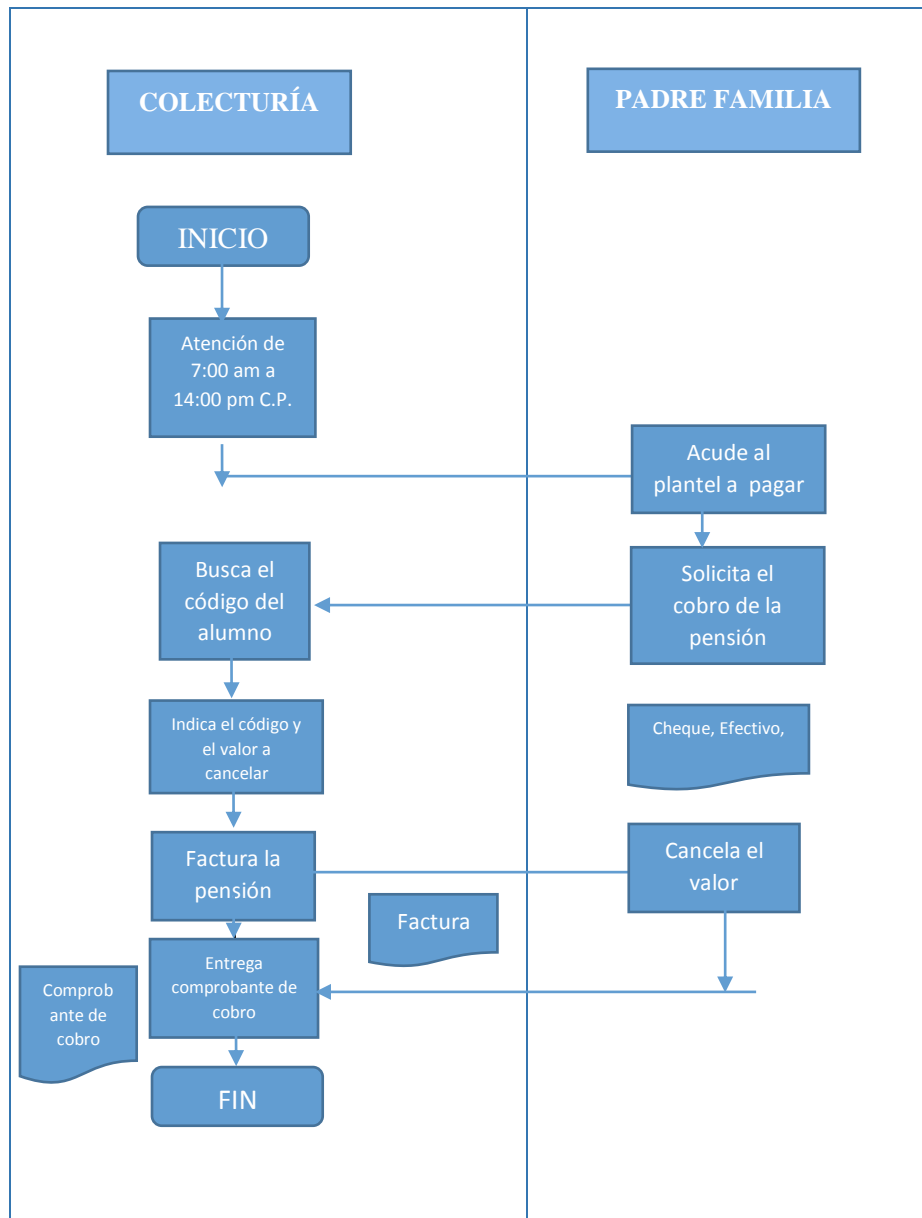 COLECTURÍA
PADRE FAMILIA
INICIO
Atención de
7:00 am a
14:00 pm C.P.
Acude al
plantel a pagar
Busca el
código del
alumno
Solicita el
cobro de la
pensión
Indica el código y
el valor a
cancelar
Cheque, Efectivo,
Factura la
pensión
Cancela el
valor
Factura
Entrega
comprobante de
cobro
Comprob
ante de
cobro
FIN